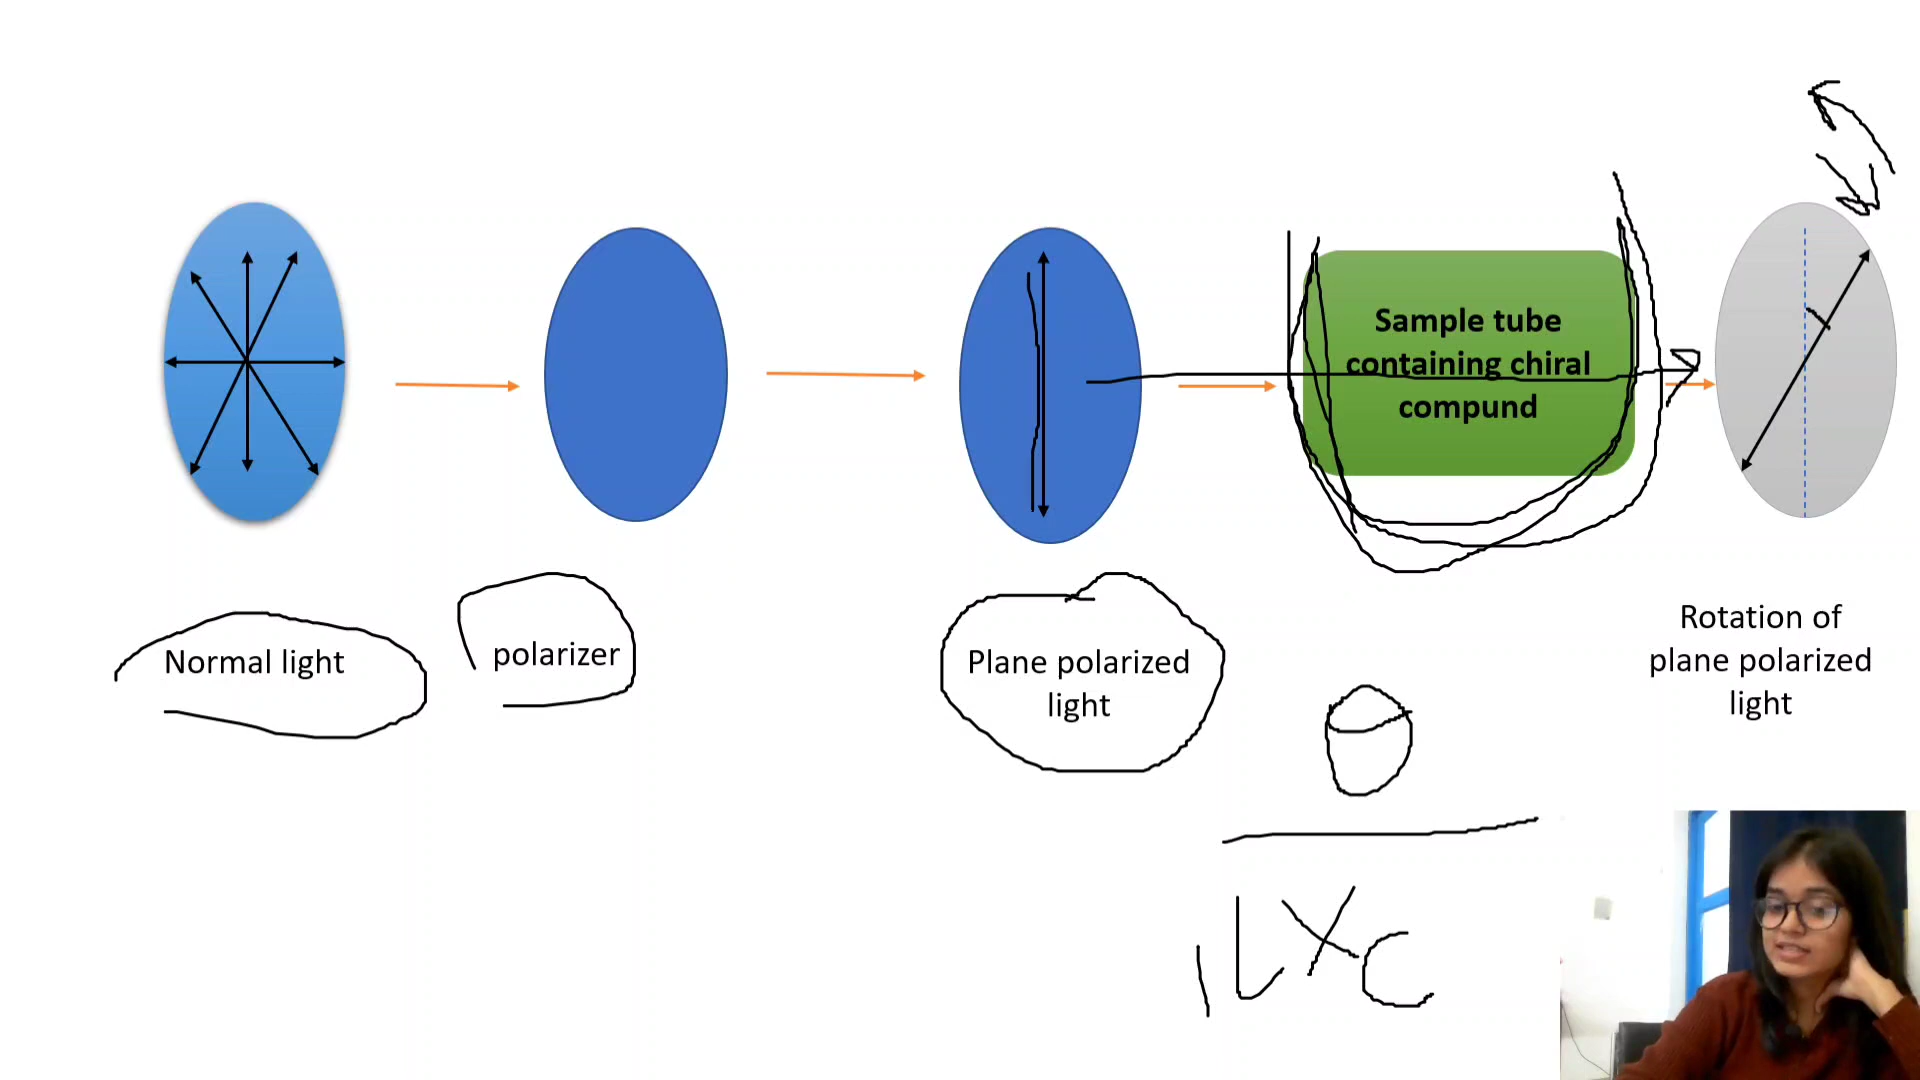 Sample tube
containing chiral
compund
Normal light
polarizer
Plane polarized
light
Rotation of
plane polarized
light
θ
L×C